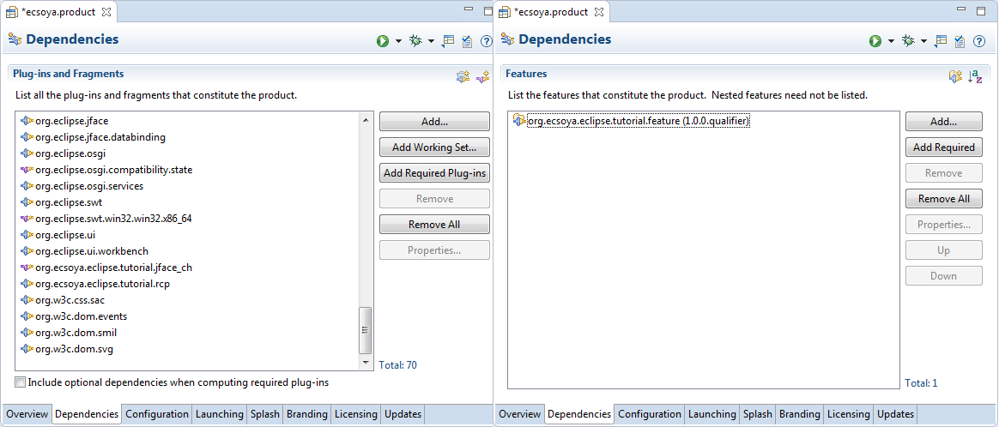 *ecsoya.product
Dependencies
Plug-ins and Fragments
List all the plug-ins and fragments that constitute the product.
org.eclipse.jface
org.eclipse.jface.databinding
org.eclipse.osgi
org.eclipse.osgi.compatibility.state
org.eclipse.osgi.services
org.eclipse.swt
org.eclipse.swt.win32.win32.x86_64
org.eclipse.ui
org.eclipse.ui.workbench
org.ecsoya.eclipse.tutorial.jface_ch
org.ecsoya.eclipse.tutorial.rcp
org.w3c.css.sac
org.w3c.dom.events
org.w3c.dom.smil
org.w3c.dom.svg
Add...
Add Working Set...
Add Required Plug-ins
Remove
Remove All
Properties...
Total: 70
Include optional dependencies when computing required plug-ins
Overview Dependencies Configuration Launching Splash Branding Licensing Updates
*ecsoya.product
Dependencies
Features
List the features that constitute the product. Nested features need not be listed.
org.ecsoya.eclipse.tutorial.feature (1.0.0.qualifier)
Add...
Add Required
Remove
Remove All
Properties...
Up
Down
Total: 1
Overview Dependencies Configuration Launching Splash Branding Licensing Updates